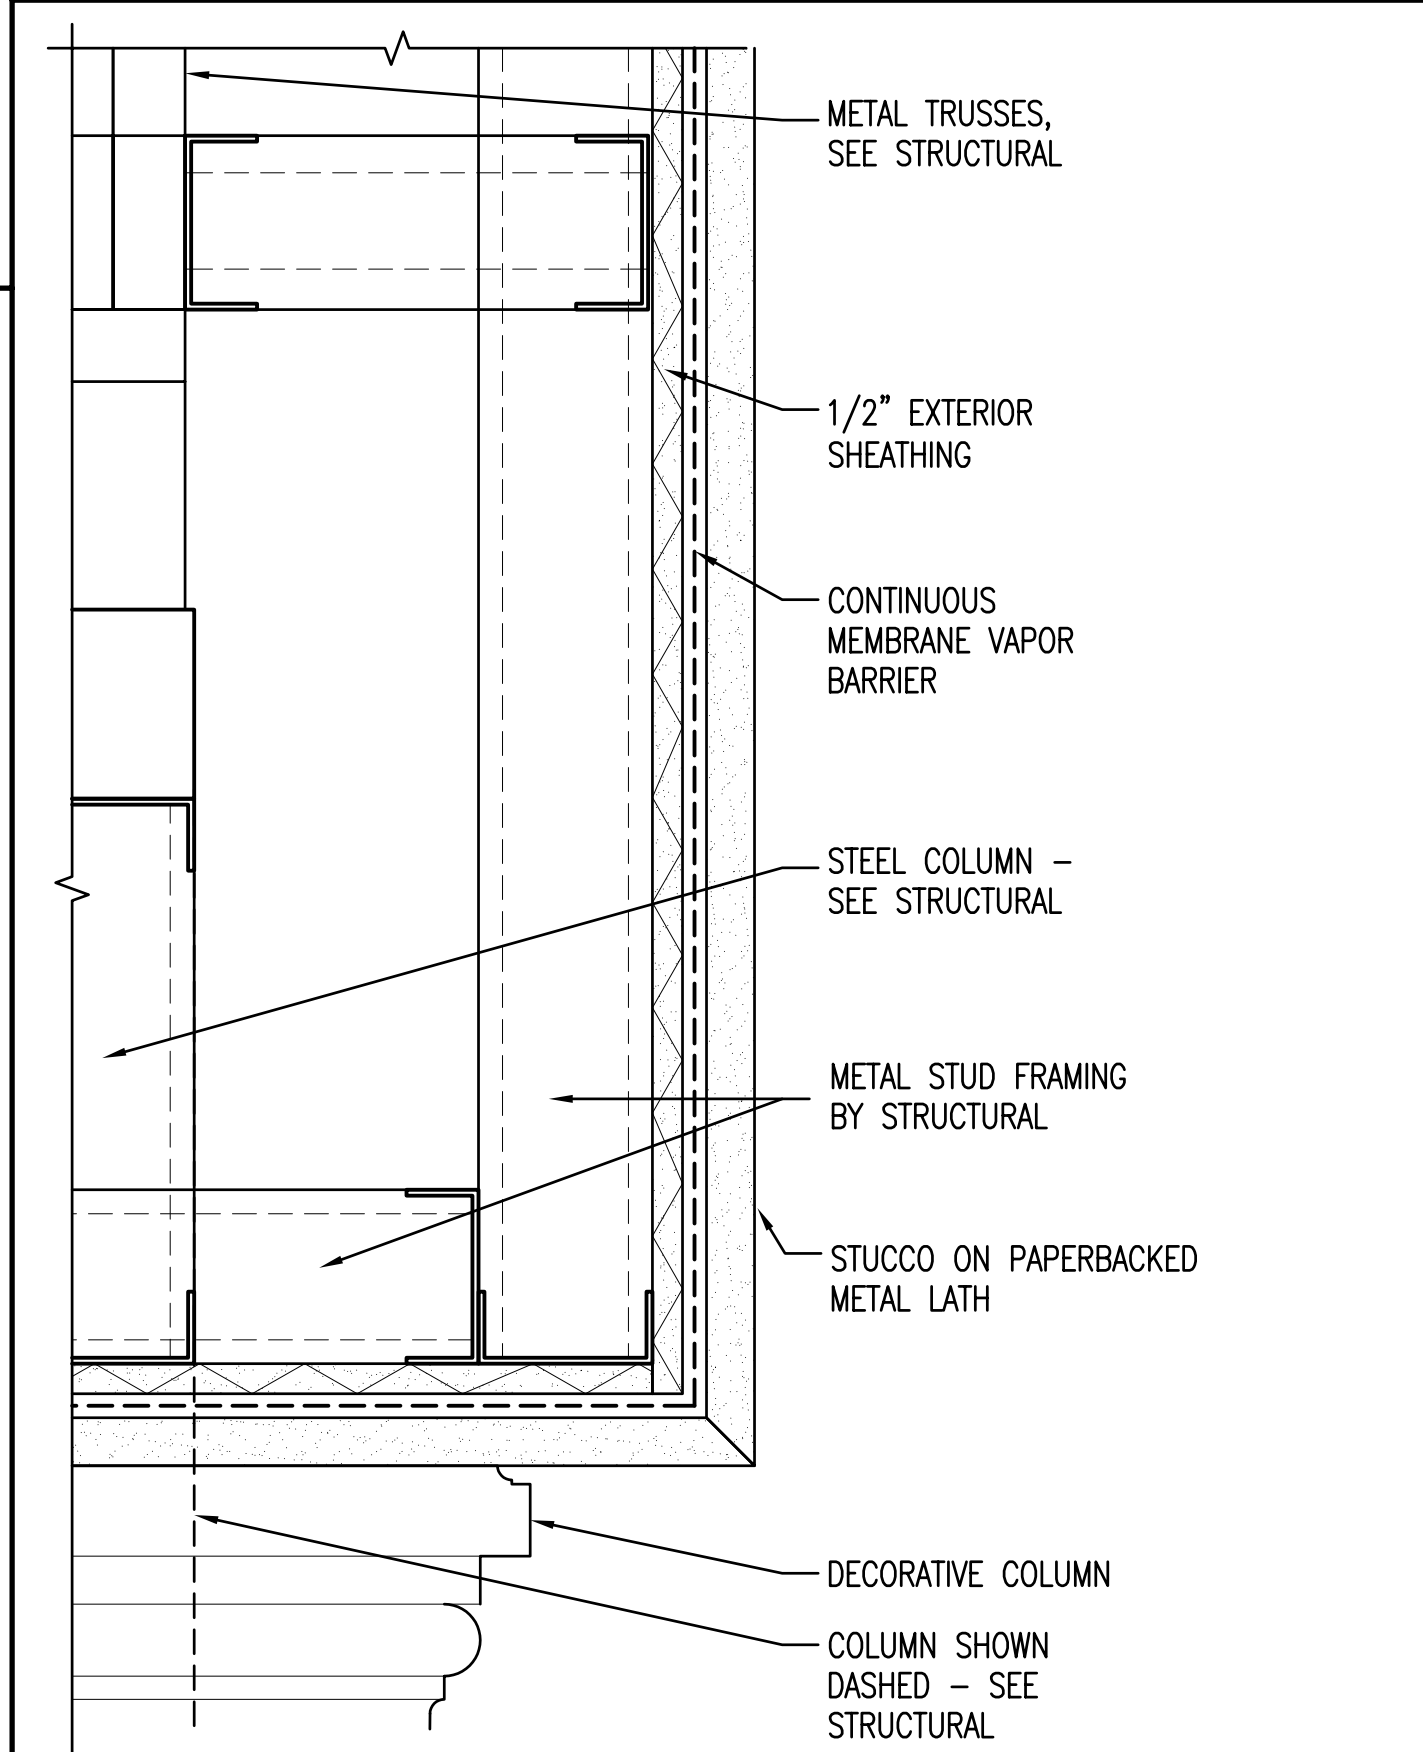 METAL TRUSSES,
SEE STRUCTURAL
1/2” EXTERIOR
SHEATHING
CONTINUOUS
MEMBRANE VAPOR
BARRIER
STEEL COLUMN –
SEE STRUCTURAL
METAL STUD FRAMING
BY STRUCTURAL
STUCCO ON PAPERBACKED
METAL LATH
DECORATIVE COLUMN
COLUMN SHOWN
DASHED – SEE
STRUCTURAL